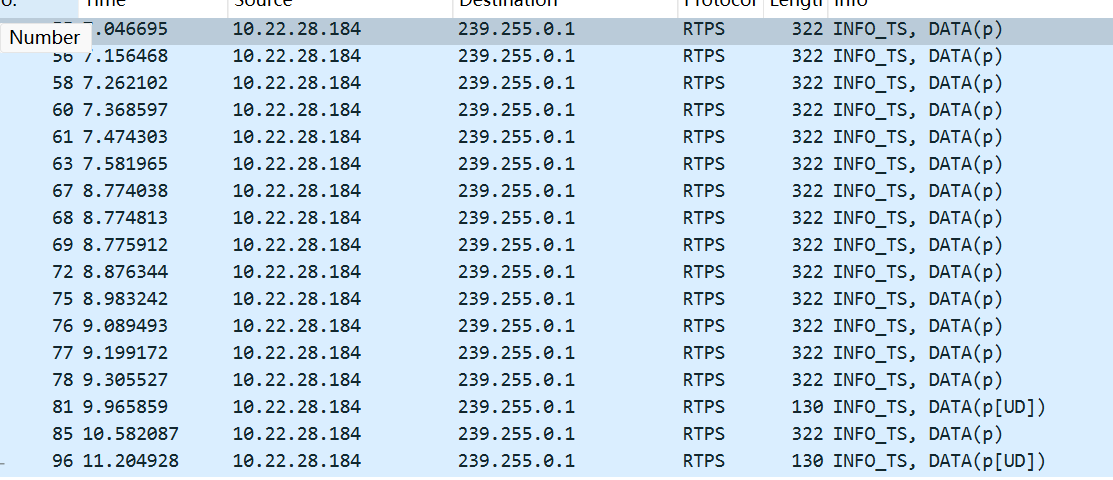 o. Time Source Destination Protocol Length Info
.046695 10.22.28.184 239.255.0.1 RTPS 322 INFO_TS, DATA(p)
Number
56 7.156468 10.22.28.184 239.255.0.1 RTPS 322 INFO_TS, DATA(p)
58 7.262102 10.22.28.184 239.255.0.1 RTPS 322 INFO_TS, DATA(p)
60 7.368597 10.22.28.184 239.255.0.1 RTPS 322 INFO_TS, DATA(p)
61 7.474303 10.22.28.184 239.255.0.1 RTPS 322 INFO_TS, DATA(p)
63 7.581965 10.22.28.184 239.255.0.1 RTPS 322 INFO_TS, DATA(p)
67 8.774038 10.22.28.184 239.255.0.1 RTPS 322 INFO_TS, DATA(p)
68 8.774813 10.22.28.184 239.255.0.1 RTPS 322 INFO_TS, DATA(p)
69 8.775912 10.22.28.184 239.255.0.1 RTPS 322 INFO_TS, DATA(p)
72 8.876344 10.22.28.184 239.255.0.1 RTPS 322 INFO_TS, DATA(p)
75 8.983242 10.22.28.184 239.255.0.1 RTPS 322 INFO_TS, DATA(p)
76 9.089493 10.22.28.184 239.255.0.1 RTPS 322 INFO_TS, DATA(p)
77 9.199172 10.22.28.184 239.255.0.1 RTPS 322 INFO_TS, DATA(p)
78 9.305527 10.22.28.184 239.255.0.1 RTPS 322 INFO_TS, DATA(p)
81 9.965859 10.22.28.184 239.255.0.1 RTPS 130 INFO_TS, DATA(p[UD])
85 10.582087 10.22.28.184 239.255.0.1 RTPS 322 INFO_TS, DATA(p)
96 11.204928 10.22.28.184 239.255.0.1 RTPS 130 INFO_TS, DATA(p[UD])